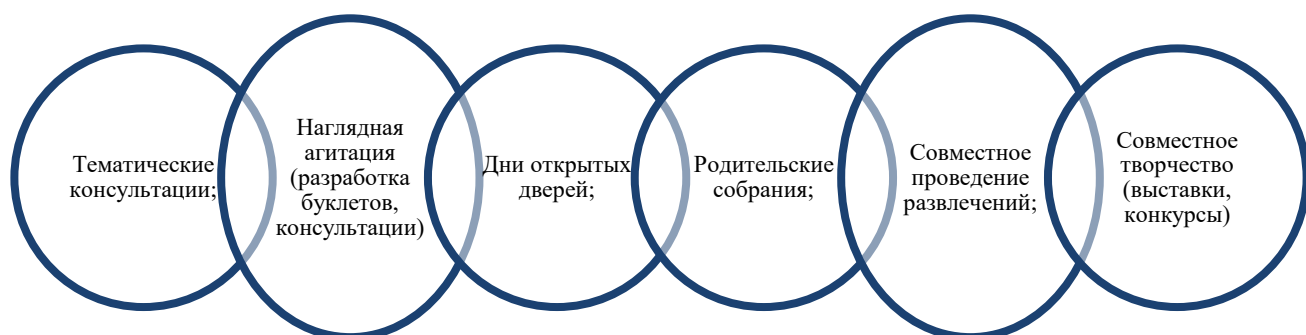 Тематические
консультации;
Наглядная
агитация
(разработка
буклетов,
консультации)
Дни открытых
дверей;
Родительские
собрания;
Совместное
проведение
развлечений;
Совместное
творчество
(выставки,
конкурсы)